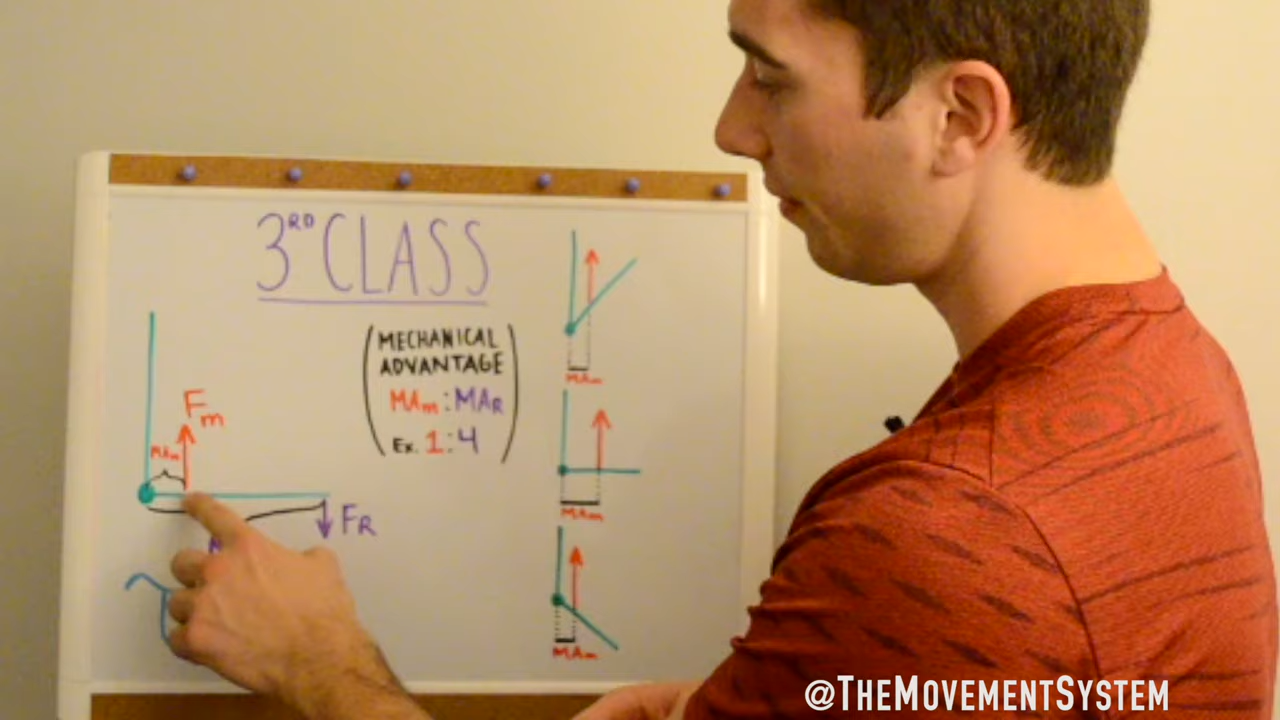 3RD CLASS
(MECHANICAL
ADVANTAGE
MAm:MAR
Ex. 1:4)
Fm
MAm
FR
MAm
MAm
MAm
@THEMOVEMENTSYSTEM